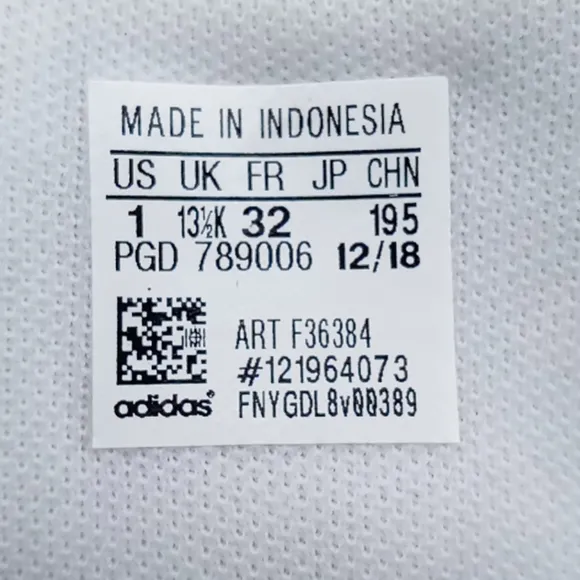 MADE IN INDONESIA
US UK FR JP CHN
1 13½K 32 195
PGD 789006 12/18
ART F36384
#121964073
adidas® FNYGDL8v00389